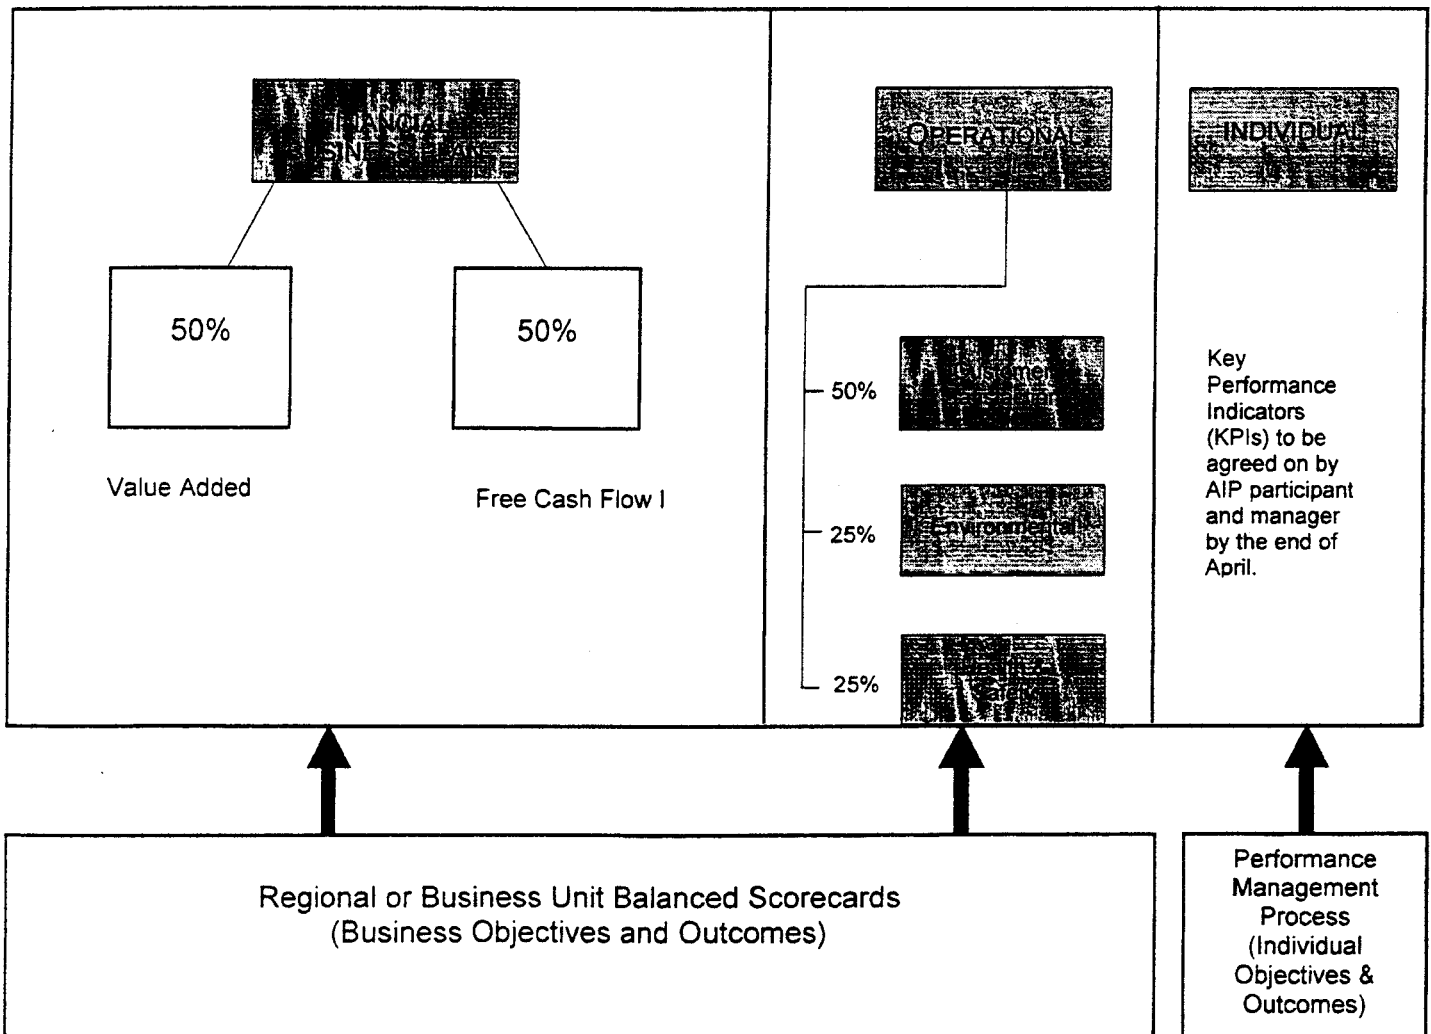 FINANCIAL
OPERATIONAL
INDIVIDUAL
50%
50%
Value Added
Free Cash Flow I
50%
Customer
25%
Environmental
25%
Key
Performance
Indicators
(KPIs) to be
agreed on by
AIP participant
and manager
by the end of
April.
Regional or Business Unit Balanced Scorecards
(Business Objectives and Outcomes)
Performance
Management
Process
(Individual
Objectives &
Outcomes)